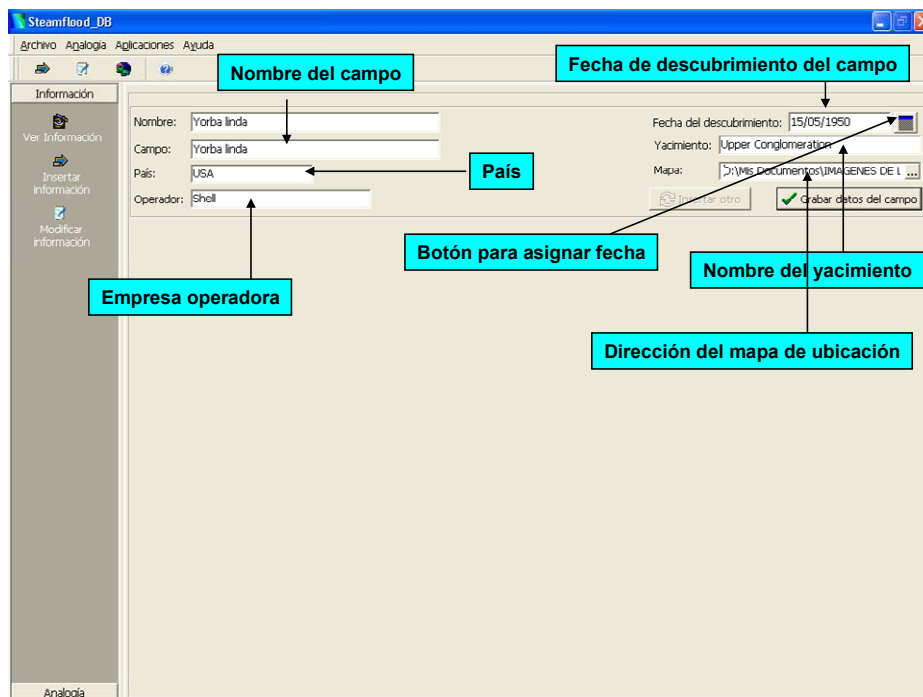 Steamflood_DB
Archivo Analogía Aplicaciones Ayuda
Nombre del campo
Fecha de descubrimiento del campo
Información
Ver Información
Insertar
información
Modificar
información
Nombre: Yorba linda
Campo: Yorba linda
País: USA
Operador: Shell
País
Fecha del descubrimiento: 15/05/1950
Yacimiento: Upper Conglomeration
Mapa: D:\Mis Documentos\IMAGENES DE L ...
Insertar otro
Grabar datos del campo
Botón para asignar fecha
Nombre del yacimiento
Empresa operadora
Dirección del mapa de ubicación
Analogía